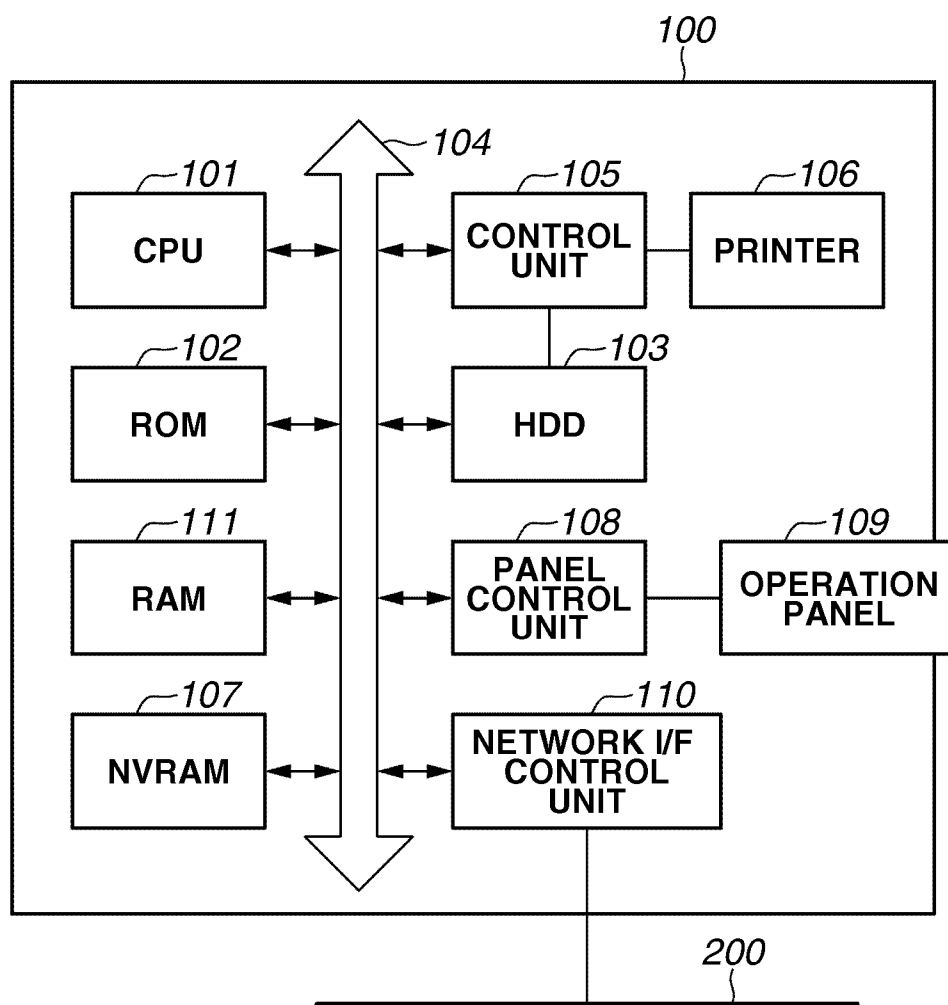 100
104
101
CPU
105
CONTROL
UNIT
106
PRINTER
102
ROM
103
HDD
111
RAM
108
PANEL
CONTROL
UNIT
109
OPERATION
PANEL
107
NVRAM
110
NETWORK I/F
CONTROL
UNIT
200